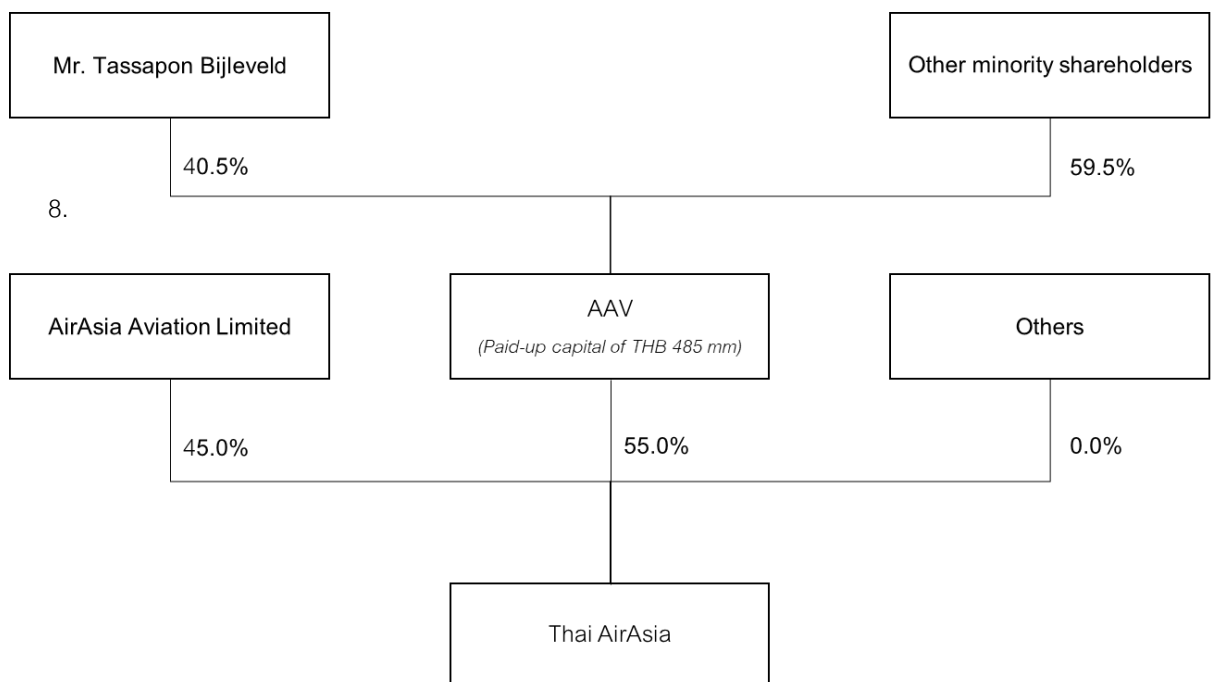 Mr. Tassapon Bijleveld
Other minority shareholders
40.5%
59.5%
8.
AirAsia Aviation Limited
AAV
(Paid-up capital of THB 485 mm)
Others
45.0%
55.0%
0.0%
Thai AirAsia